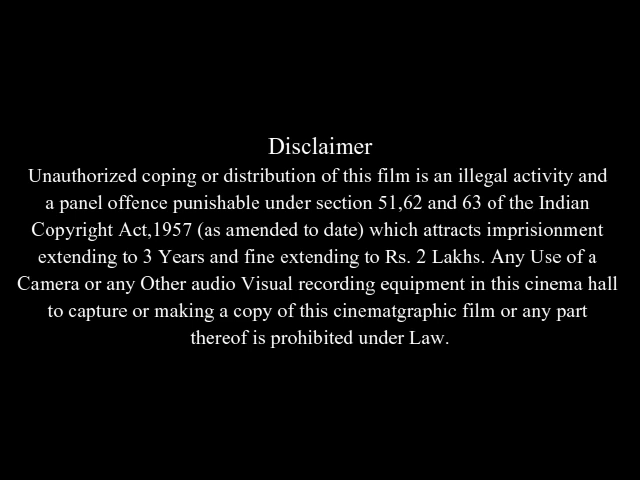 Disclaimer
Unauthorized coping or distribution of this film is an illegal activity and
a panel offence punishable under section 51,62 and 63 of the Indian
Copyright Act,1957 (as amended to date) which attracts imprisionment
extending to 3 Years and fine extending to Rs. 2 Lakhs. Any Use of a
Camera or any Other audio Visual recording equipment in this cinema hall
to capture or making a copy of this cinematgraphic film or any part
thereof is prohibited under Law.